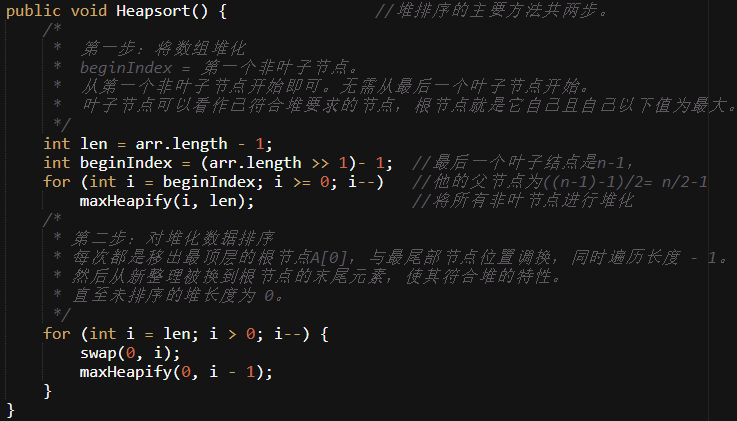 public void Heapsort() { //堆排序的主要方法共两步。
/*
* 第一步: 将数组堆化
* beginIndex = 第一个非叶子节点。
* 从第一个非叶子节点开始即可。无需从最后一个叶子节点开始。
* 叶子节点可以看作已符合堆要求的节点，根节点就是它自己且自己以下值为最大。
*/
int len = arr.length - 1;
int beginIndex = (arr.length >> 1)- 1; //最后一个叶子结点是n-1，
for (int i = beginIndex; i >= 0; i--) //他的父节点为((n-1)-1)/2= n/2-1
maxHeapify(i, len); //将所有非叶节点进行堆化
/*
* 第二步: 对堆化数据排序
* 每次都是移出最顶层的根节点A[0]，与最尾部节点位置调换，同时遍历长度 - 1。
* 然后从新整理被换到根节点的末尾元素，使其符合堆的特性。
* 直至未排序的堆长度为 0。
*/
for (int i = len; i > 0; i--) {
swap(0, i);
maxHeapify(0, i - 1);
}
}